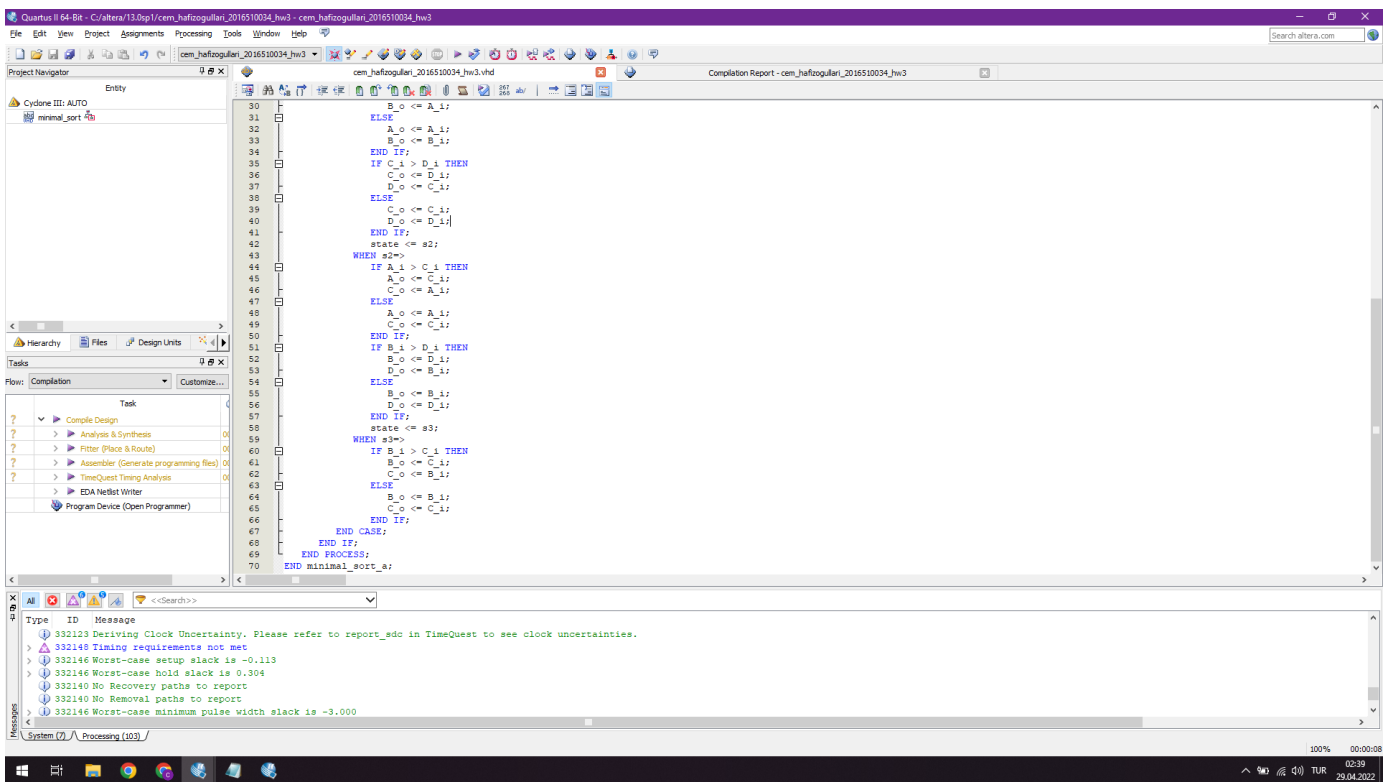 Quartus II 64-Bit - C:/altera/13.0sp1/cem_hafizogullari_2016510034_hw3 - cem_hafizogullari_2016510034_hw3
File Edit View Project Assignments Processing Tools Window Help
Search altera.com
cem_hafizogullari_2016510034_hw3
Project Navigator
Entity
Cyclone III: AUTO
minimal_sort
Hierarchy Files Design Units
Tasks
Flow: Compilation Customize...
Task
? Compile Design
? Analysis & Synthesis 00
? Fitter (Place & Route) 00
? Assembler (Generate programming files) 00
? TimeQuest Timing Analysis 00
EDA Netlist Writer
Program Device (Open Programmer)
cem_hafizogullari_2016510034_hw3.vhd
Compilation Report - cem_hafizogullari_2016510034_hw3
267
268 ab/
30 B_o <= A_i;
31 ELSE
32 A_o <= A_i;
33 B_o <= B_i;
34 END IF;
35 IF C_i > D_i THEN
36 C_o <= D_i;
37 D_o <= C_i;
38 ELSE
39 C_o <= C_i;
40 D_o <= D_i;
41 END IF;
42 state <= s2;
43 WHEN s2=>
44 IF A_i > C_i THEN
45 A_o <= C_i;
46 C_o <= A_i;
47 ELSE
48 A_o <= A_i;
49 C_o <= C_i;
50 END IF;
51 IF B_i > D_i THEN
52 B_o <= D_i;
53 D_o <= B_i;
54 ELSE
55 B_o <= B_i;
56 D_o <= D_i;
57 END IF;
58 state <= s3;
59 WHEN s3=>
60 IF B_i > C_i THEN
61 B_o <= C_i;
62 C_o <= B_i;
63 ELSE
64 B_o <= B_i;
65 C_o <= C_i;
66 END IF;
67 END CASE;
68 END IF;
69 END PROCESS;
70 END minimal_sort_a;
All <<Search>>
Type ID Message
332123 Deriving Clock Uncertainty. Please refer to report_sdc in TimeQuest to see clock uncertainties.
332148 Timing requirements not met
332146 Worst-case setup slack is -0.113
332146 Worst-case hold slack is 0.304
332140 No Recovery paths to report
332140 No Removal paths to report
332146 Worst-case minimum pulse width slack is -3.000
Messages
System (7) Processing (103)
100% 00:00:08
TUR
02:39
29.04.2022